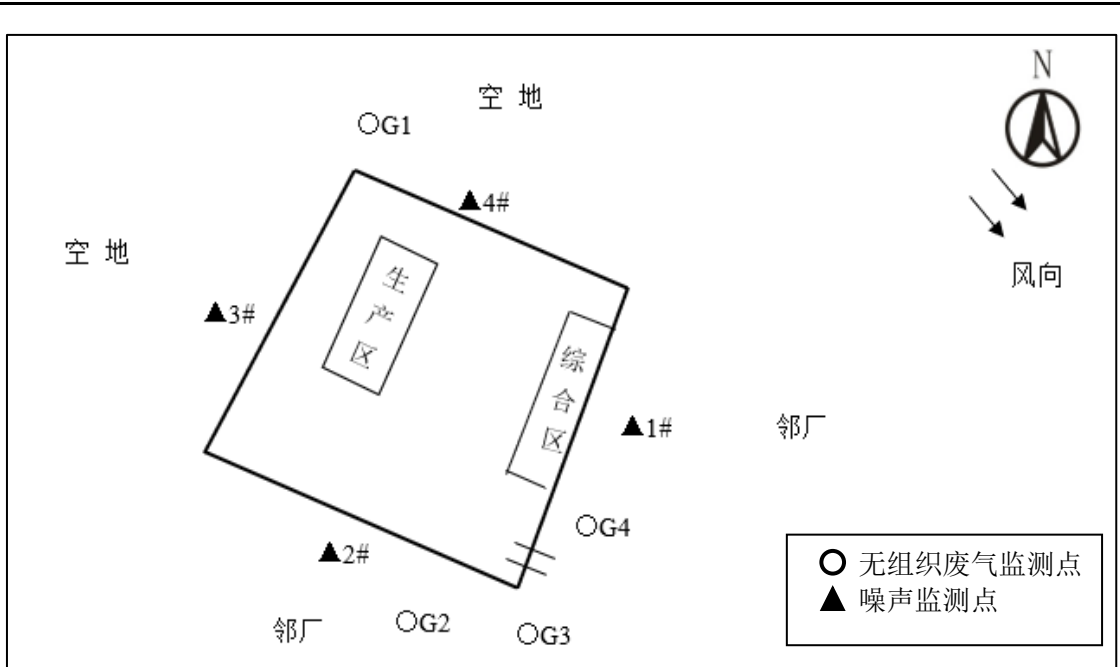 N
空 地
○G1
▲4#
空 地
生产区
风向
▲3#
综合区
▲1#
邻厂
○G4
▲2#
○G2
○G3
邻厂
○ 无组织废气监测点
▲ 噪声监测点